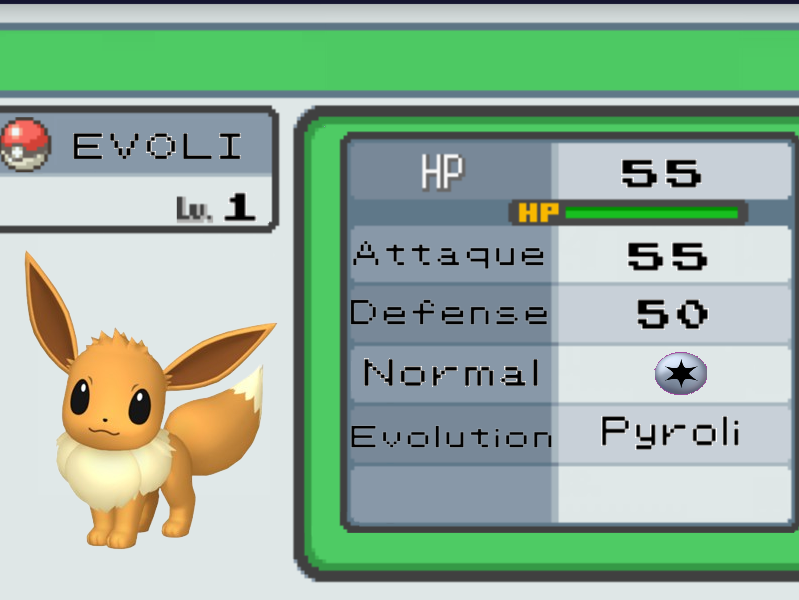 EVOLI
Lv. 1
HP 55
HP
Attaque 55
Defense 50
Normal
Evolution Pyroli